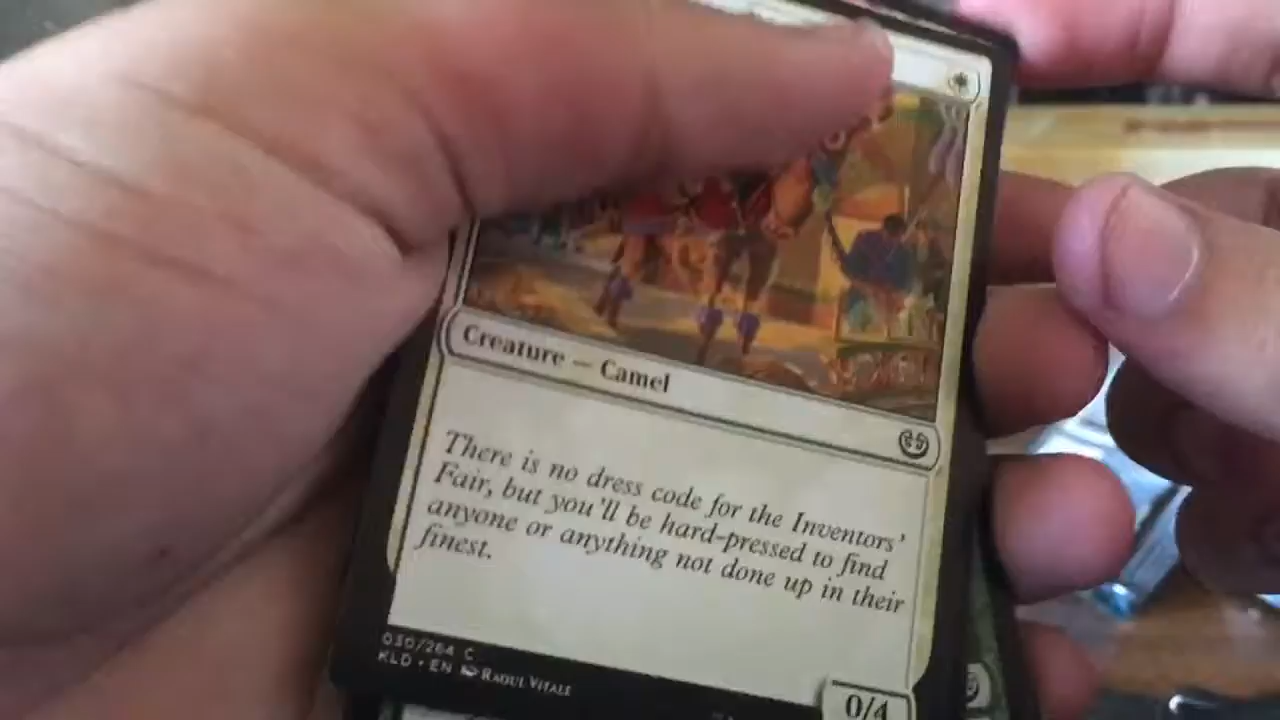 Creature — Camel
There is no dress code for the Inventors'
Fair, but you'll be hard-pressed to find
anyone or anything not done up in their
finest.
030/264 C
KLD • EN Raoul Vitale
0/4